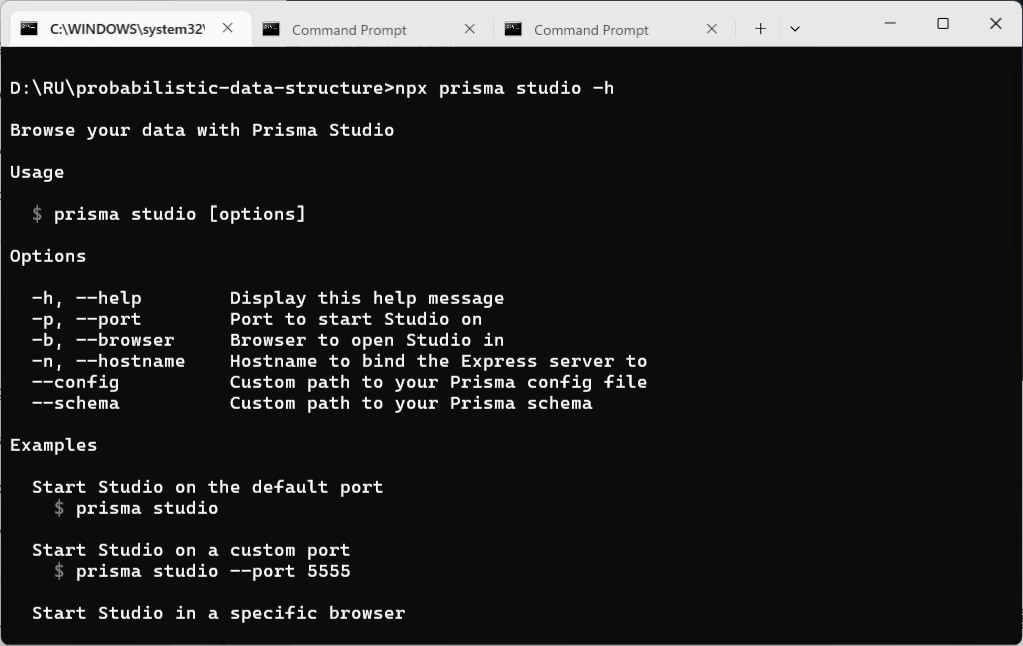 C:\WINDOWS\system32\
Command Prompt
Command Prompt
D:\RU\probabilistic-data-structure>npx prisma studio -h
Browse your data with Prisma Studio
Usage
$ prisma studio [options]
Options
-h, --help Display this help message
-p, --port Port to start Studio on
-b, --browser Browser to open Studio in
-n, --hostname Hostname to bind the Express server to
--config Custom path to your Prisma config file
--schema Custom path to your Prisma schema
Examples
Start Studio on the default port
$ prisma studio
Start Studio on a custom port
$ prisma studio --port 5555
Start Studio in a specific browser